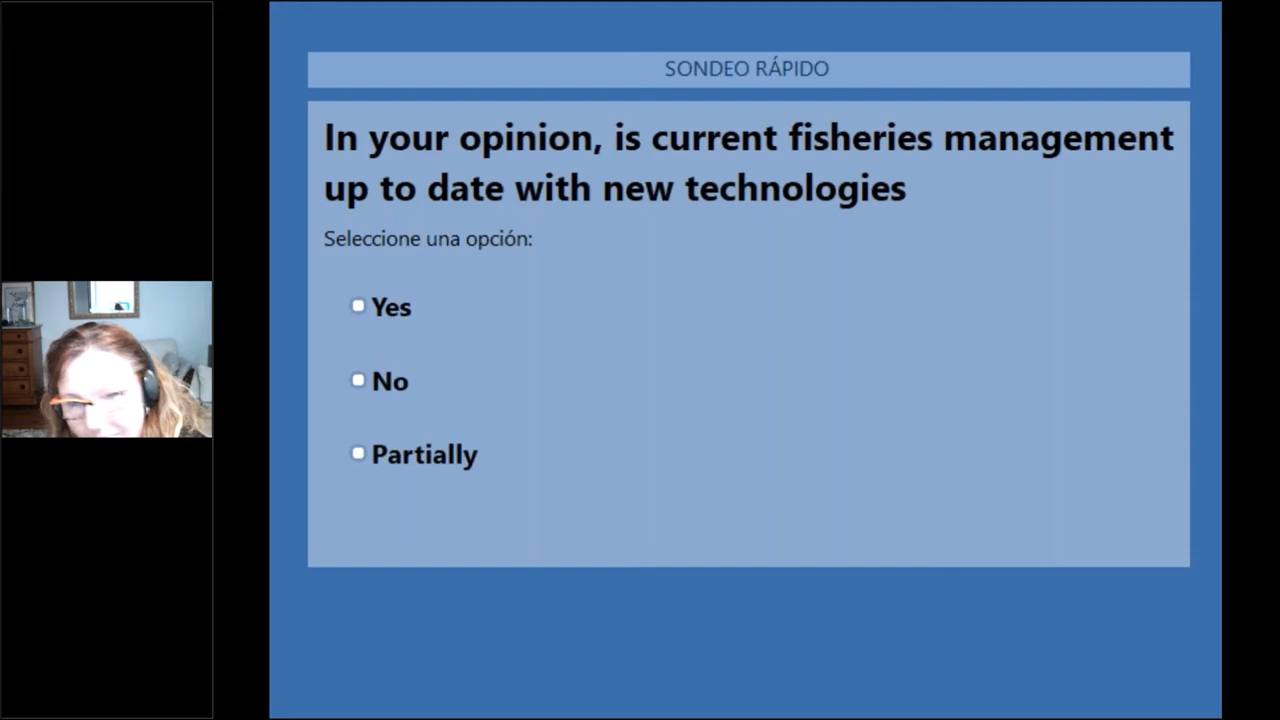 SONDEO RÁPIDO
In your opinion, is current fisheries management
up to date with new technologies
Seleccione una opción:
Yes
No
Partially